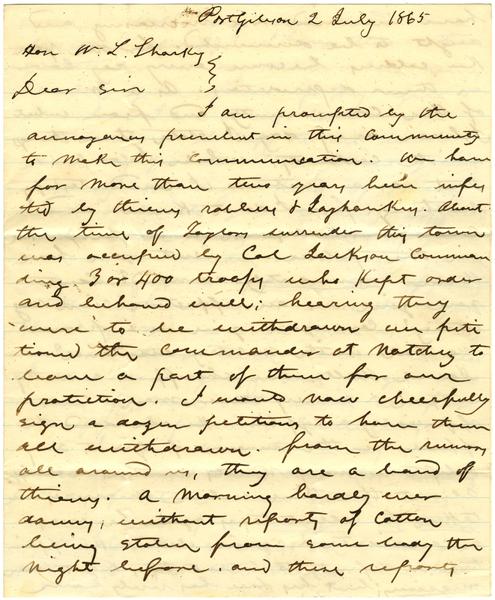 Port Gibson 2 July 1865
Hon W. L. Sharkey
Dear Sir
I am prompted by the
annoyances prevalent in this Community
to make this Communication. We have
for more than two years been infes
ted by thieves robbers & Jayhawkers. About
the time of Taylors surrender this town
was occupied by Col Jackson Comman
ding 3 or 400 troops who kept order
and behaved well; hearing they
were to be withdrawn we peti
tioned the Commander at Natchez to
leave a part of them for our
protection. I would now cheerfully
sign a dozen petitions to have them
all withdrawn. from the rumors
all around us, they are a band of
thieves. A morning hardly ever
dawns, without reports of Cotton
being stolen from some body the
night before. and these reports